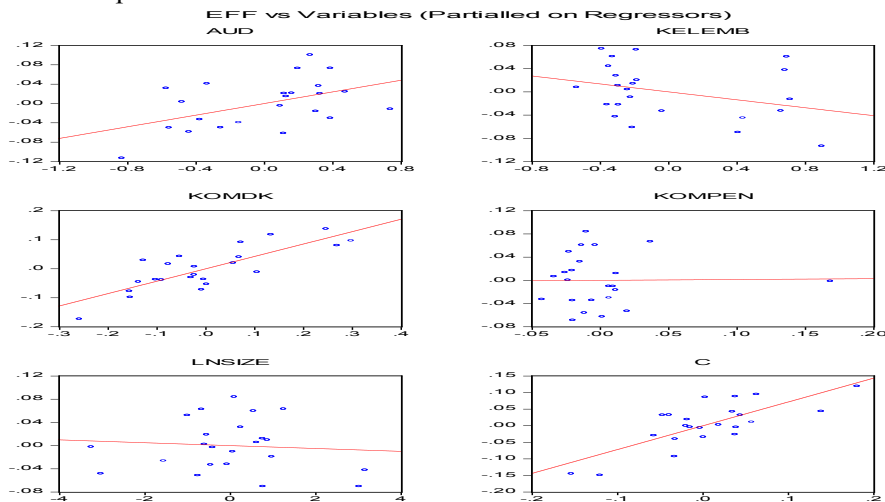 EFF vs Variables (Partialled on Regressors)
AUD
.12
.08
.04
.00
-.04
-.08
-.12
-1.2 -0.8 -0.4 0.0 0.4 0.8
KELEMB
.08
.04
.00
-.04
-.08
-.12
-0.8 -0.4 0.0 0.4 0.8 1.2
KOMDK
.2
.1
.0
-.1
-.2
-.3 -.2 -.1 .0 .1 .2 .3 .4
KOMPEN
.12
.08
.04
.00
-.04
-.08
-.05 .00 .05 .10 .15 .20
LNSIZE
.12
.08
.04
.00
-.04
-.08
-4 -2 0 2 4
C
.15
.10
.05
.00
-.05
-.10
-.15
-.20
-.2 -.1 .0 .1 .2